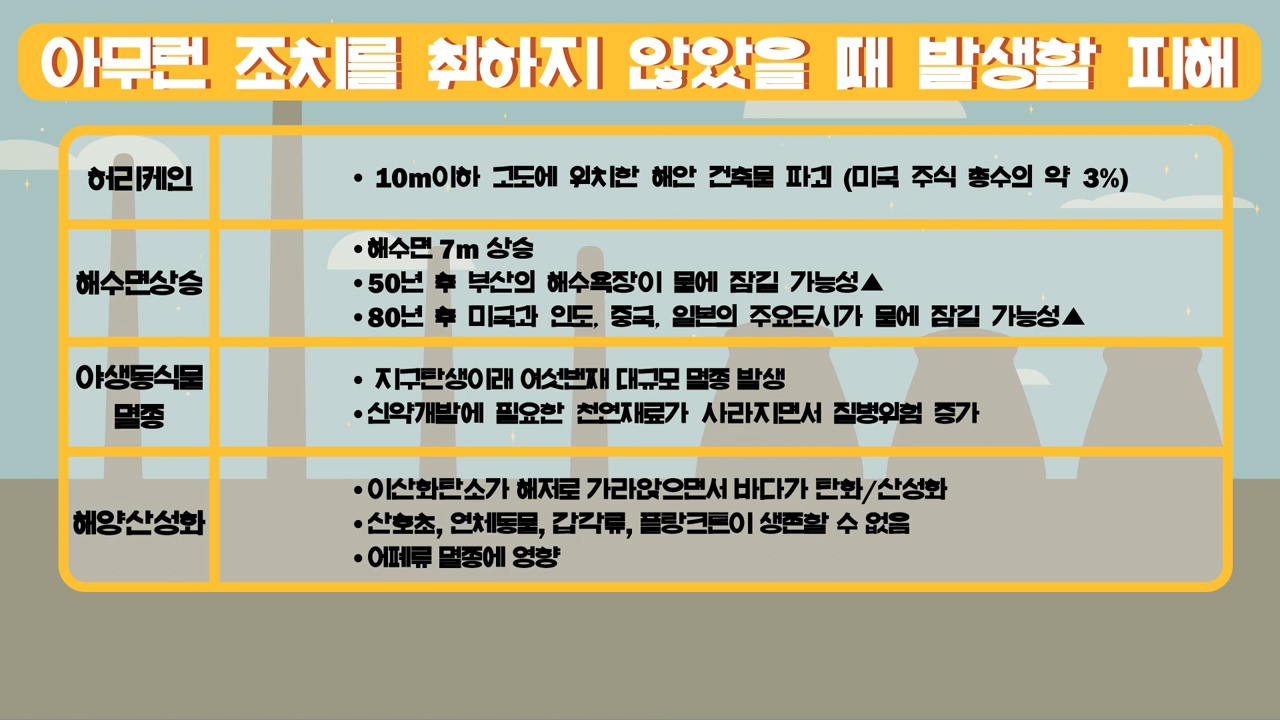 아무런 조치를 취하지 않았을 때 발생할 피해
허리케인
• 10m이하 고도에 위치한 해안 건축물 파괴 (미국 주식 총수의 약 3%)
해수면상승
• 해수면 7m 상승
• 50년 후 부산의 해수욕장이 물에 잠길 가능성▲
• 80년 후 미국과 인도, 중국, 일본의 주요도시가 물에 잠길 가능성▲
야생동식물
멸종
• 지구탄생이래 여섯번째 대규모 멸종 발생
• 신약개발에 필요한 천연재료가 사라지면서 질병위험 증가
해양산성화
• 이산화탄소가 해저로 가라앉으면서 바다가 탄화/산성화
• 산호초, 연체동물, 갑각류, 플랑크톤이 생존할 수 없음
• 어폐류 멸종에 영향